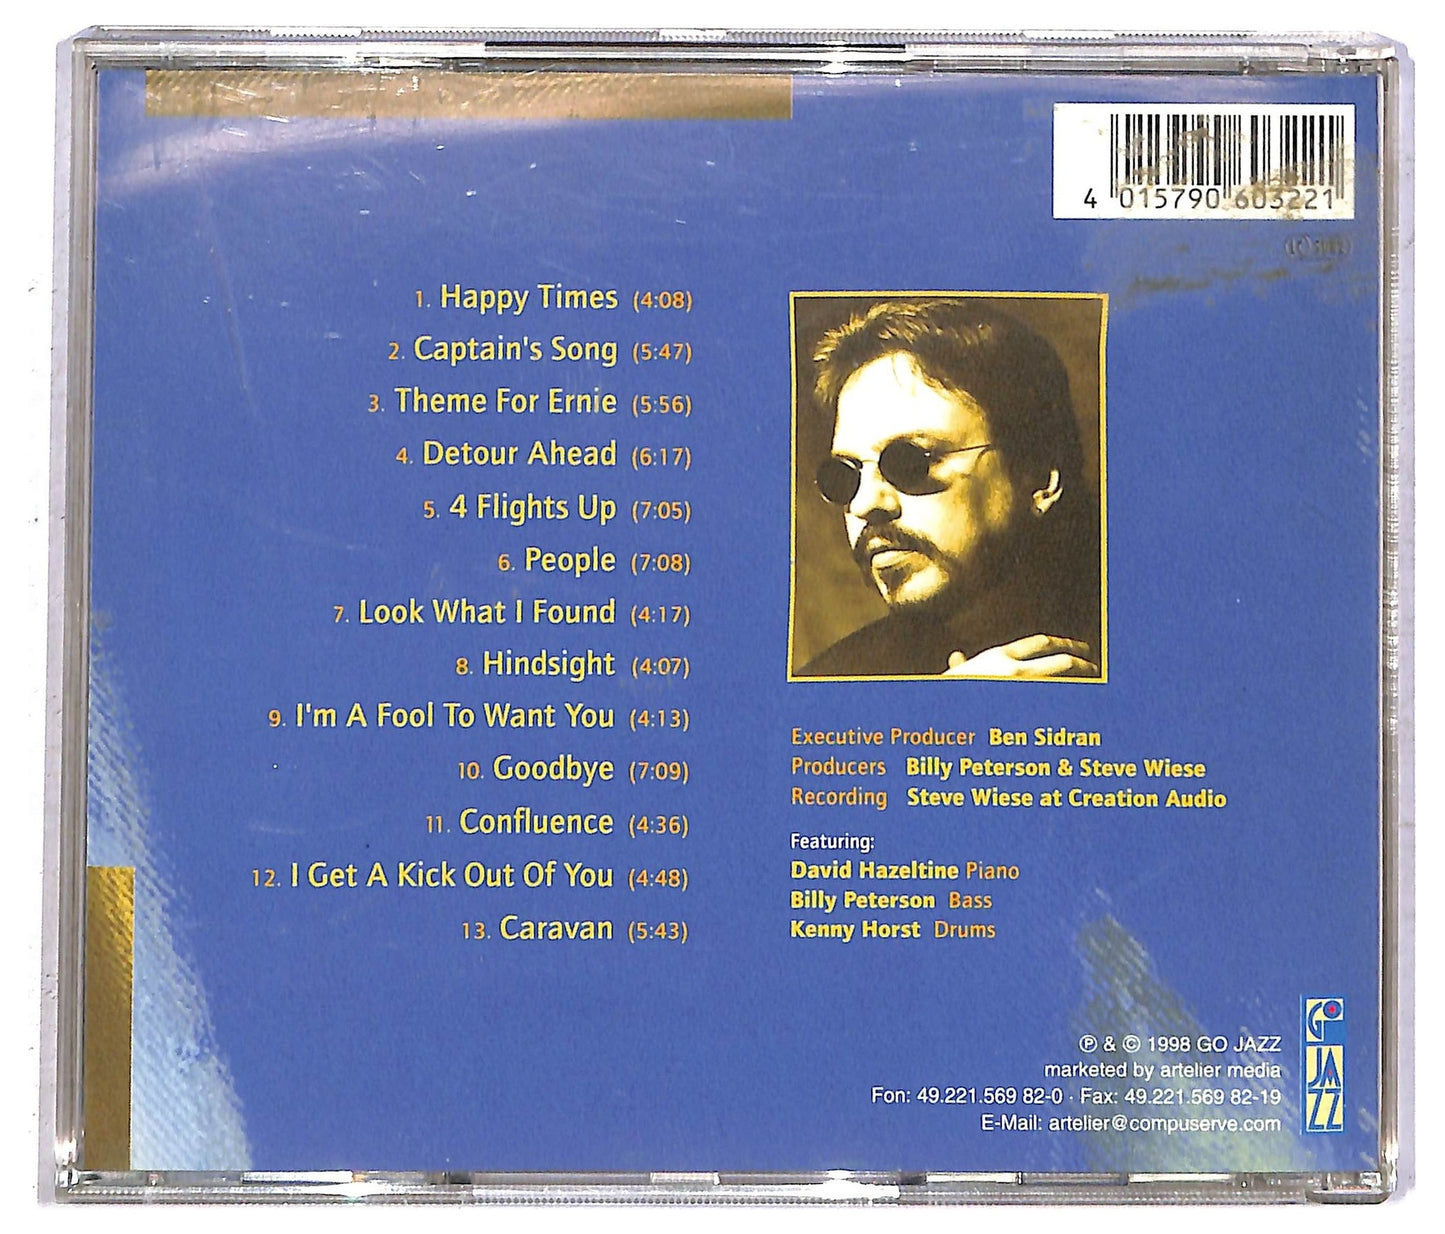 4 015790 603221
1. Happy Times (4:08)
2. Captain's Song (5:47)
3. Theme For Ernie (5:56)
4. Detour Ahead (6:17)
5. 4 Flights Up (7:05)
6. People (7:08)
7. Look What I Found (4:17)
8. Hindsight (4:07)
9. I'm A Fool To Want You (4:13)
10. Goodbye (7:09)
11. Confluence (4:36)
12. I Get A Kick Out Of You (4:48)
13. Caravan (5:43)
Executive Producer Ben Sidran
Producers Billy Peterson & Steve Wiese
Recording Steve Wiese at Creation Audio
Featuring:
David Hazeltine Piano
Billy Peterson Bass
Kenny Horst Drums
℗ & © 1998 GO JAZZ
marketed by artelier media
Fon: 49.221.569 82-0 · Fax: 49.221.569 82-19
E-Mail: artelier@compuserve.com
GO
JA
ZZ